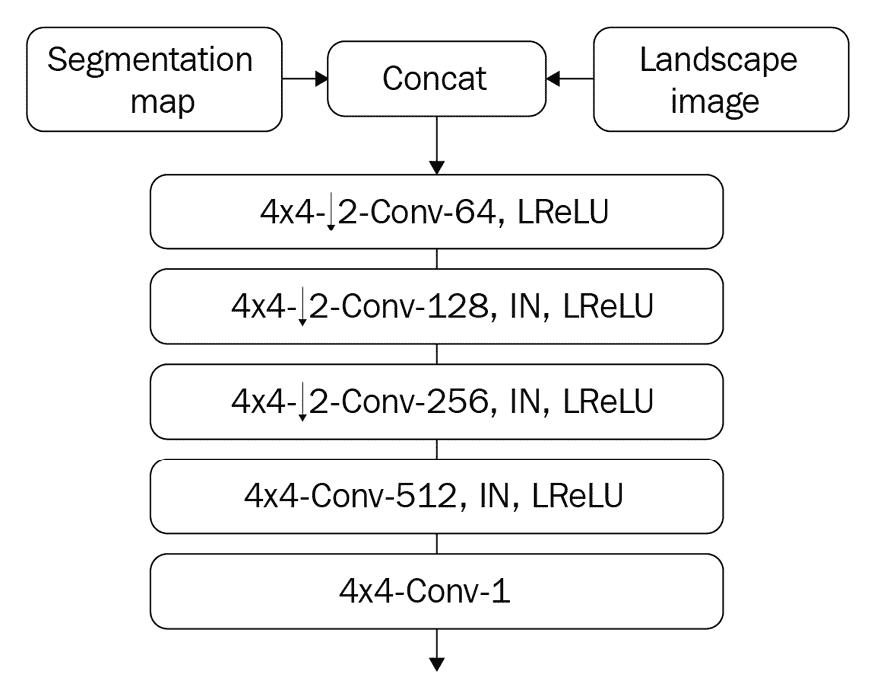 Segmentation
map
Concat
Landscape
image
4x4-↓2-Conv-64, LReLU
4x4-↓2-Conv-128, IN, LReLU
4x4-↓2-Conv-256, IN, LReLU
4x4-Conv-512, IN, LReLU
4x4-Conv-1